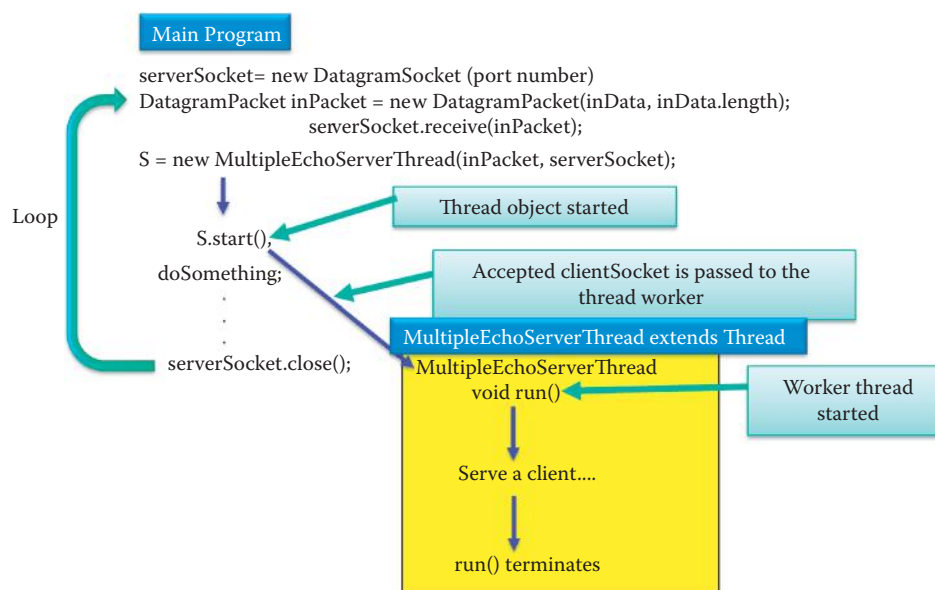 Main Program
serverSocket= new DatagramSocket (port number)
DatagramPacket inPacket = new DatagramPacket(inData, inData.length);
serverSocket.receive(inPacket);
S = new MultipleEchoServerThread(inPacket, serverSocket);
Loop
Thread object started
S.start(),
doSomething;
Accepted clientSocket is passed to the
thread worker
.
.
.
.
serverSocket.close();
MultipleEchoServerThread extends Thread
MultipleEchoServerThread
void run()
Worker thread
started
Serve a client....
run() terminates